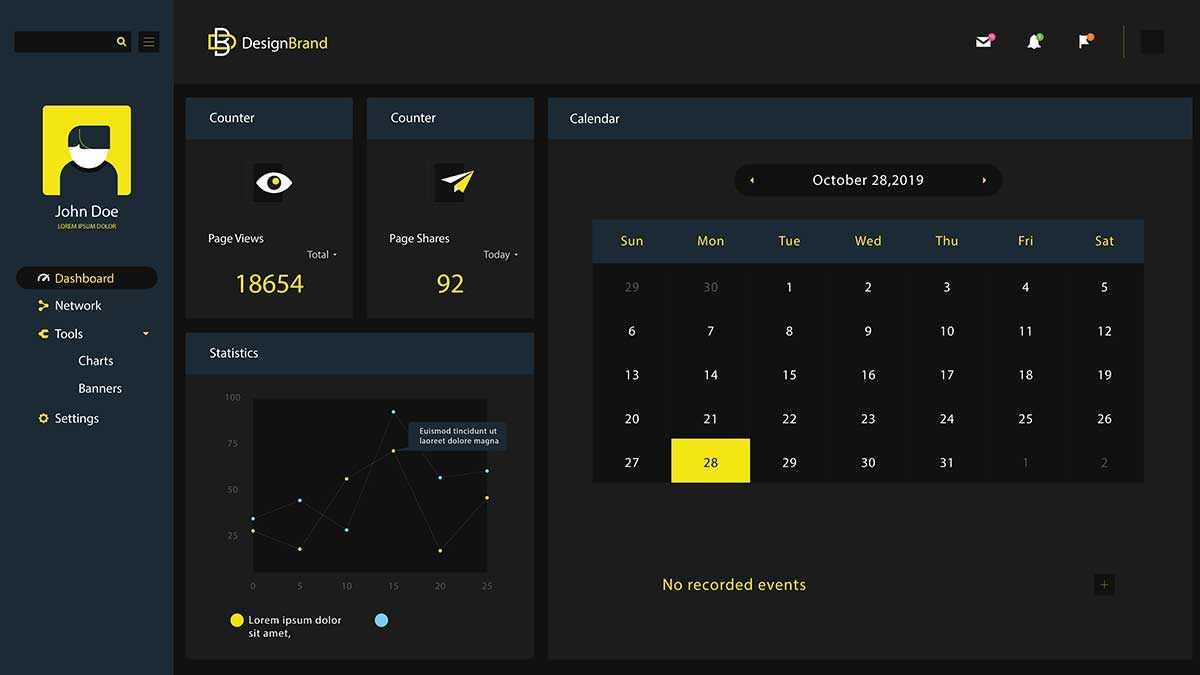 DesignBrand
John Doe
LOREM IPSUM DOLOR
Dashboard
Network
Tools
Charts
Banners
Settings
Counter
Page Views
Total
18654
Counter
Page Shares
Today
92
Statistics
100
75
50
25
0 5 10 15 20 25
Euismod tincidunt ut
laoreet dolore magna
Lorem ipsum dolor
sit amet,
Calendar
October 28,2019
Sun Mon Tue Wed Thu Fri Sat
29 30 1 2 3 4 5
6 7 8 9 10 11 12
13 14 15 16 17 18 19
20 21 22 23 24 25 26
27 28 29 30 31 1 2
No recorded events
+